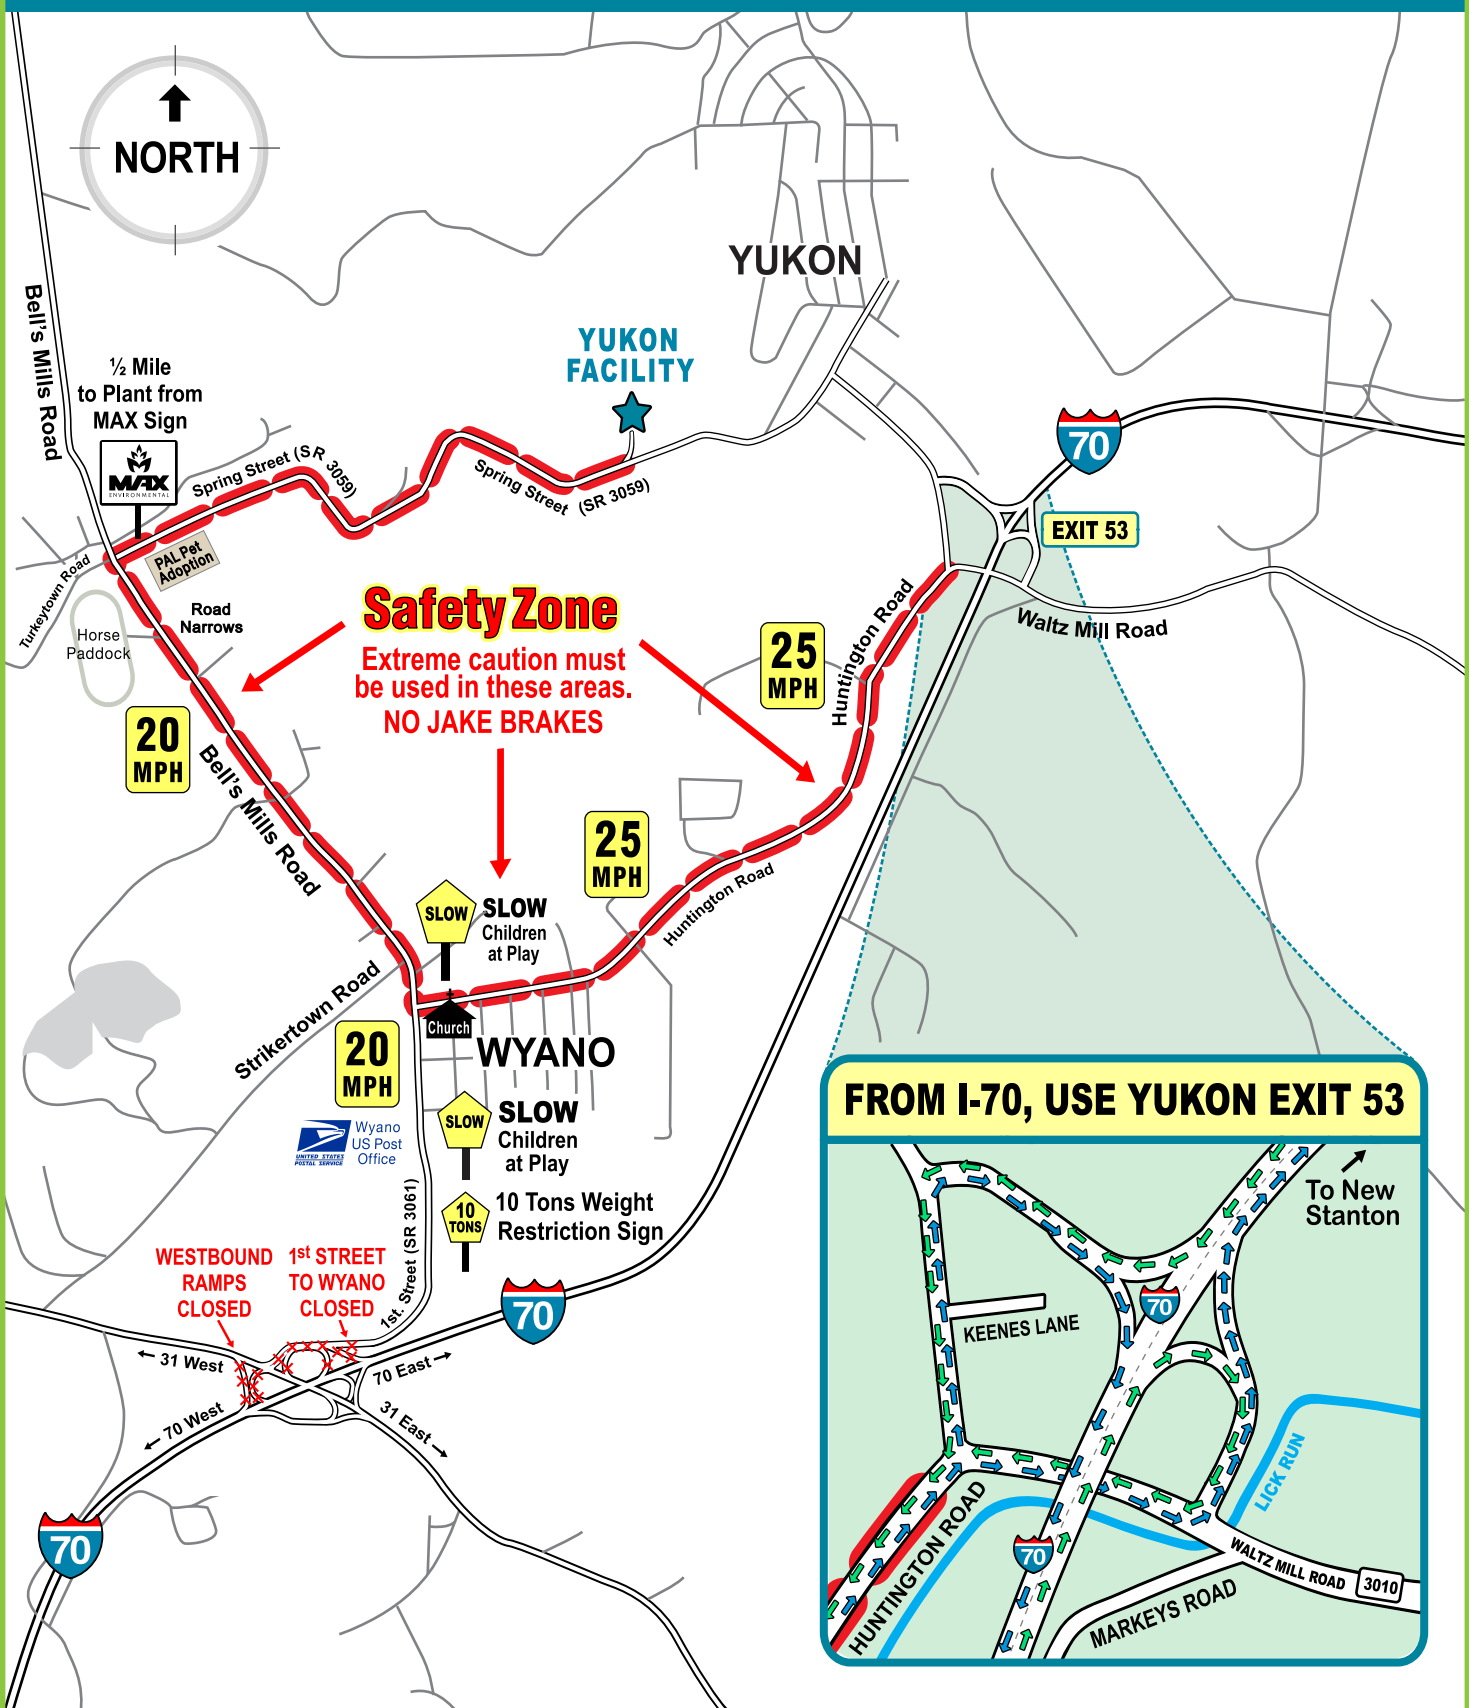 NORTH
YUKON
Bell's Mills Road
YUKON
FACILITY
½ Mile
to Plant from
MAX Sign
MAX
ENVIRONMENTAL
Spring Street (SR 3059)
Spring Street (SR 3059)
70
EXIT 53
PAL Pet
Adoption
Turkeytown Road
Road
Narrows
Horse
Paddock
Safety Zone
Extreme caution must
be used in these areas.
NO JAKE BRAKES
25
MPH
Huntington Road
Waltz Mill Road
20
MPH
Bell's Mills Road
25
MPH
Huntington Road
SLOW
SLOW
Children
at Play
Strikertown Road
Church
WYANO
20
MPH
Wyano
US Post
Office
UNITED STATES
POSTAL SERVICE
SLOW
SLOW
Children
at Play
10
TONS
10 Tons Weight
Restriction Sign
1st. Street (SR 3061)
WESTBOUND
RAMPS
CLOSED
1st STREET
TO WYANO
CLOSED
70
31 West
70 East
70 West
31 East
70
FROM I-70, USE YUKON EXIT 53
To New
Stanton
70
KEENES LANE
LICK RUN
HUNTINGTON ROAD
70
WALTZ MILL ROAD
3010
MARKEYS ROAD